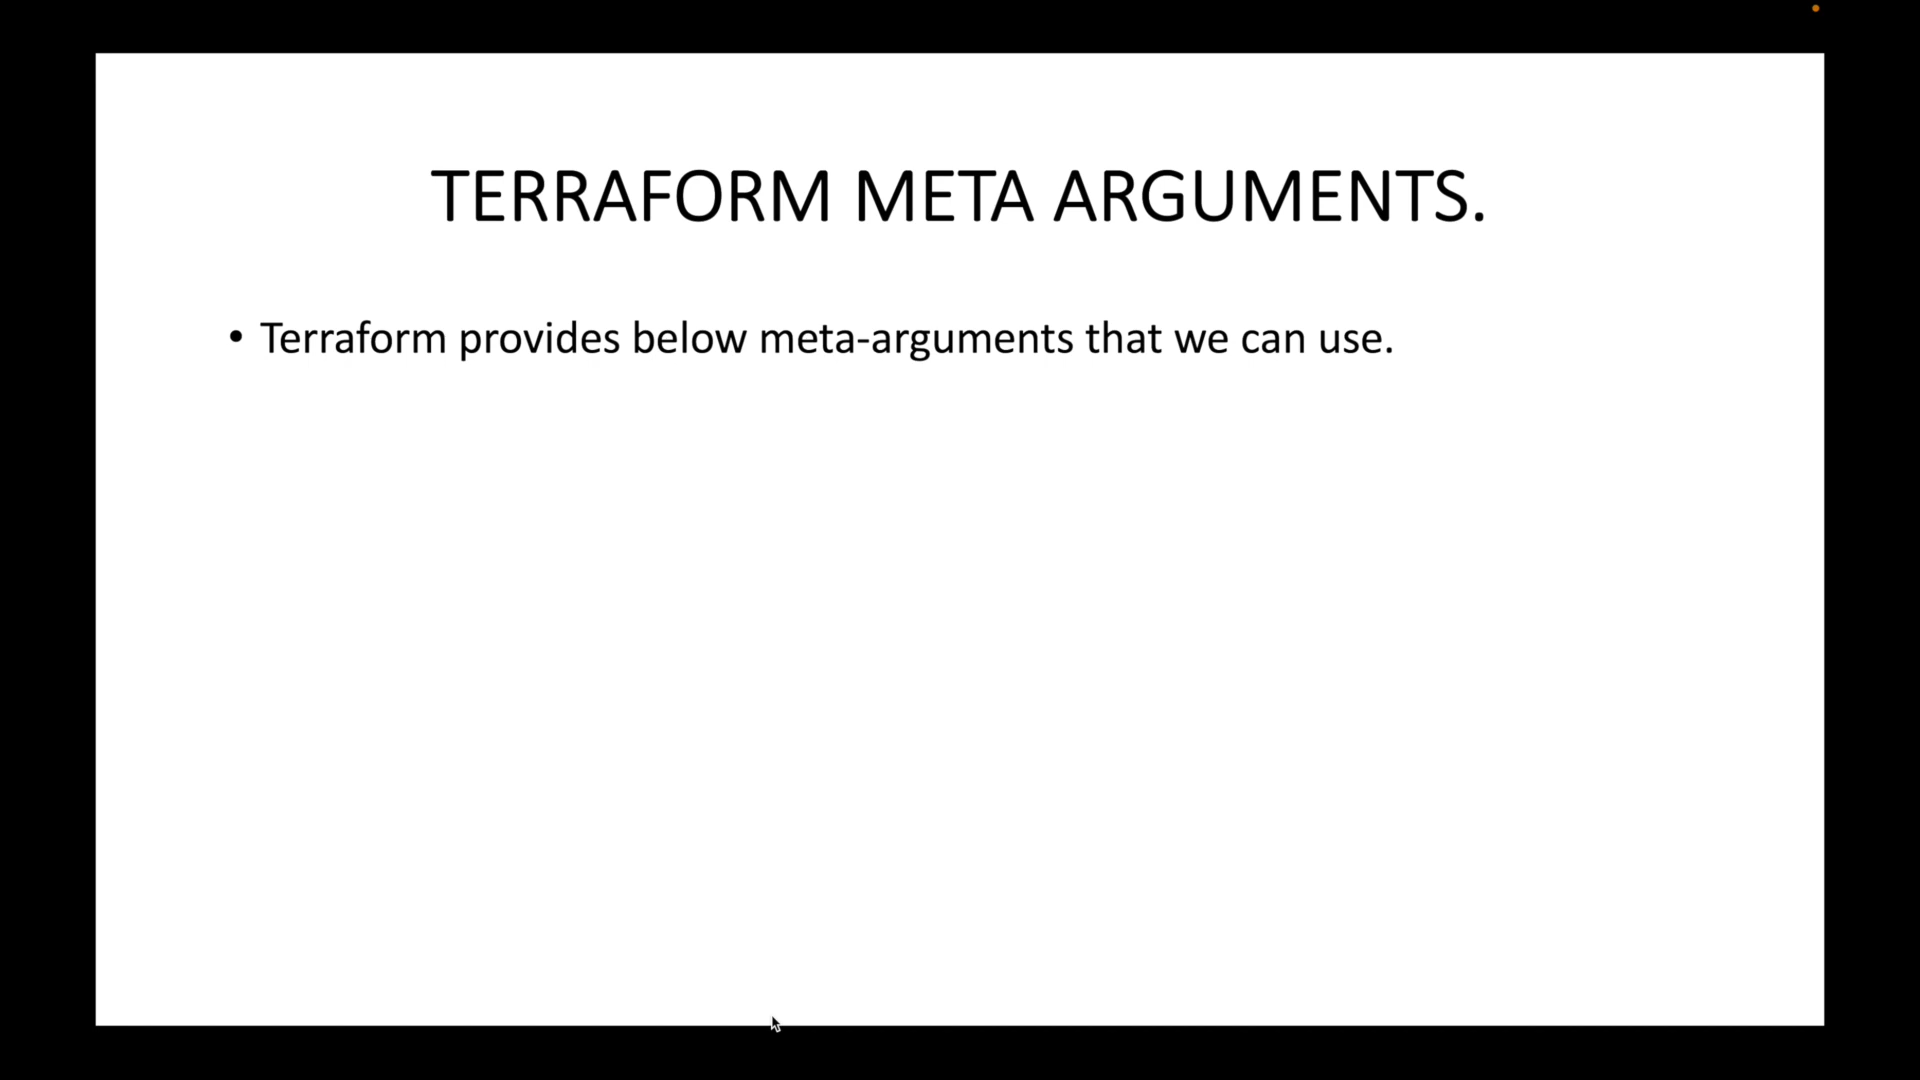 TERRAFORM META ARGUMENTS.
• Terraform provides below meta-arguments that we can use.